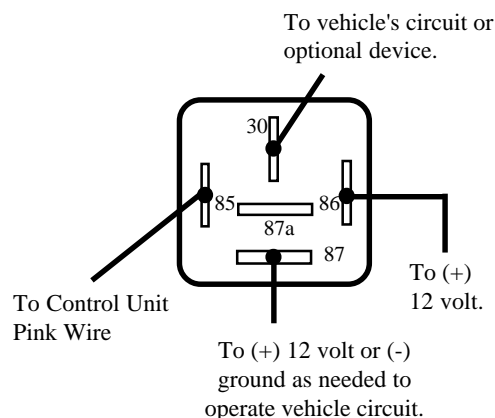 To vehicle's circuit or
optional device.
30
85
86
87a
87
To (+)
12 volt.
To Control Unit
Pink Wire
To (+) 12 volt or (-)
ground as needed to
operate vehicle circuit.